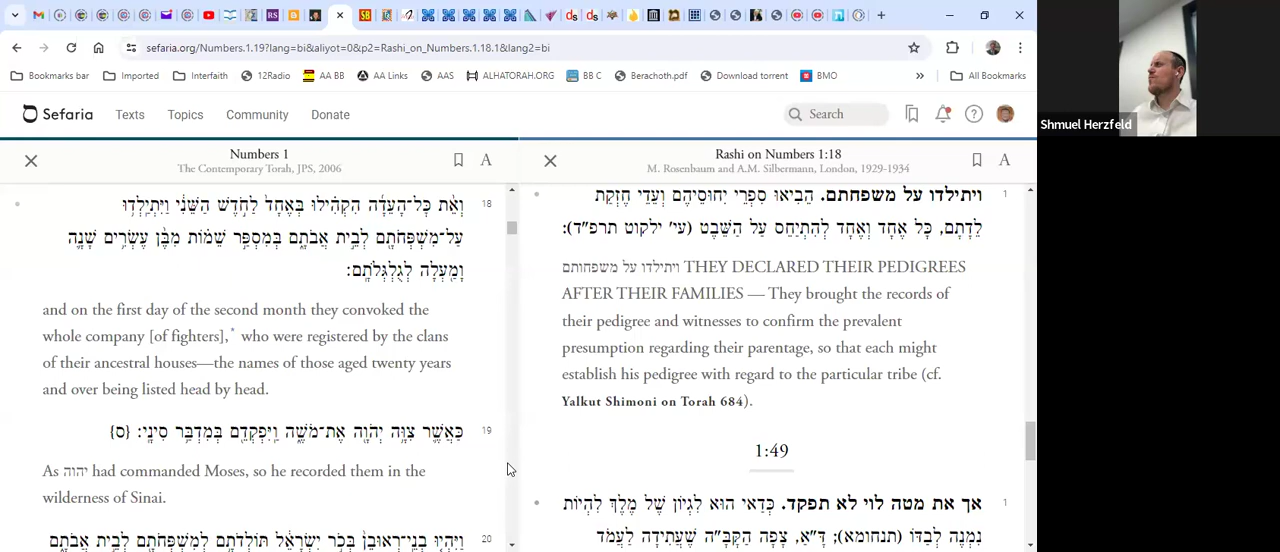 sefaria.org/Numbers.1.19?lang=bi&aliyot=0&p2=Rashi_on_Numbers.1.18.1&lang2=bi
Bookmarks bar Imported Interfaith 12Radio AA BB AA Links AAS ALHATORAH.ORG BB C Berachoth.pdf Download torrent BMO » All Bookmarks
Sefaria Texts Topics Community Donate Search
Numbers 1
The Contemporary Torah, JPS, 2006
18
וְאֵ֨ת כׇּל־הָעֵדָ֜ה הִקְהִ֗ילוּ בְּאֶחָד֙ לַחֹ֣דֶשׁ הַשֵּׁנִ֔י וַיִּתְיַֽלְד֥וּ
עַל־מִשְׁפְּחֹתָ֖ם לְבֵ֣ית אֲבֹתָ֑ם בְּמִסְפַּ֣ר שֵׁמ֗וֹת מִבֶּ֨ן עֶשְׂרִ֥ים שָׁנָ֛ה
וָמַ֖עְלָה לְגֻלְגְּלֹתָֽם׃
and on the first day of the second month they convoked the
whole company [of fighters],* who were registered by the clans
of their ancestral houses—the names of those aged twenty years
and over being listed head by head.
19
כַּאֲשֶׁ֛ר צִוָּ֥ה יְהֹוָ֖ה אֶת־מֹשֶׁ֑ה וַֽיִּפְקְדֵ֖ם בְּמִדְבַּ֥ר סִינָֽי׃ {ס}
As יהוה had commanded Moses, so he recorded them in the
wilderness of Sinai.
20
וַיִּהְי֤וּ בְנֵֽי־רְאוּבֵן֙ בְּכֹ֣ר יִשְׂרָאֵ֔ל תּוֹלְדֹתָ֥ם לְמִשְׁפְּחֹתָ֖ם לְבֵ֣ית אֲבֹתָ֑ם
Rashi on Numbers 1:18
M. Rosenbaum and A.M. Silbermann, London, 1929-1934
1
ויתילדו על משפחתם. הֵבִיאוּ סִפְרֵי יִחוּסֵיהֶם וְעֵדֵי חֶזְקַת
לֵדָתָם, כָּל אֶחָד וְאֶחָד לְהִתְיַחֵס עַל הַשֵּׁבֶט (עי' ילקוט תרפ"ד):
ויתילדו על משפחותם THEY DECLARED THEIR PEDIGREES
AFTER THEIR FAMILIES — They brought the records of
their pedigree and witnesses to confirm the prevalent
presumption regarding their parentage, so that each might
establish his pedigree with regard to the particular tribe (cf.
Yalkut Shimoni on Torah 684).
1:49
1
אך את מטה לוי לא תפקד. כְּדַאי הוּא לִגְיוֹן שֶׁל מֶלֶךְ לִהְיוֹת
נִמְנֶה לְבַדּוֹ (תנחומא); דָּ"אַ, צָפָה הַקָּבָּ"ה שֶׁעֲתִידָה לַעֲמֹד
Shmuel Herzfeld